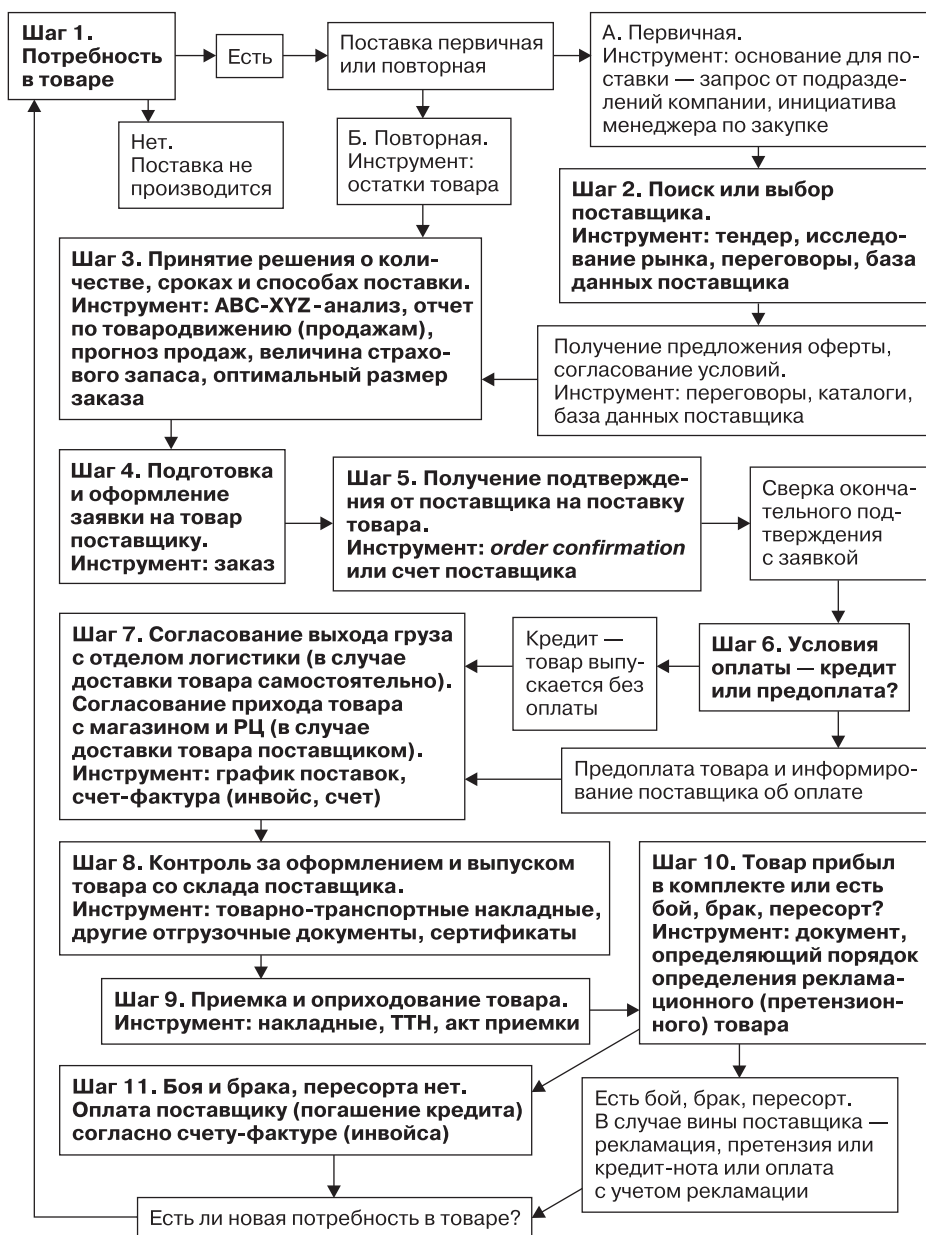 Шаг 1.
Потребность
в товаре
Есть
Поставка первичная
или повторная
А. Первичная.
Инструмент: основание для по-
ставки — запрос от подразде-
лений компании, инициатива
менеджера по закупке
Нет.
Поставка не
производится
Б. Повторная.
Инструмент:
остатки товара
Шаг 2. Поиск или выбор
поставщика.
Инструмент: тендер, исследо-
вание рынка, переговоры, база
данных поставщика
Шаг 3. Принятие решения о коли-
честве, сроках и способах поставки.
Инструмент: ABC-XYZ-анализ, отчет
по товародвижению (продажам),
прогноз продаж, величина страхо-
вого запаса, оптимальный размер
заказа
Получение предложения оферты,
согласование условий.
Инструмент: переговоры, каталоги,
база данных поставщика
Шаг 4. Подготовка
и оформление
заявки на товар
поставщику.
Инструмент: заказ
Шаг 5. Получение подтвержде-
ния от поставщика на поставку
товара.
Инструмент: order confirmation
или счет поставщика
Сверка оконча-
тельного под-
тверждения
с заявкой
Шаг 6. Условия
оплаты — кредит
или предоплата?
Кредит —
товар выпу-
скается без
оплаты
Предоплата товара и информиро-
вание поставщика об оплате
Шаг 7. Согласование выхода груза
с отделом логистики (в случае
доставки товара самостоятельно).
Согласование прихода товара
с магазином и РЦ (в случае
доставки товара поставщиком).
Инструмент: график поставок,
счет-фактура (инвойс, счет)
Шаг 8. Контроль за оформлением и выпуском
товара со склада поставщика.
Инструмент: товарно-транспортные накладные,
другие отгрузочные документы, сертификаты
Шаг 9. Приемка и оприходование товара.
Инструмент: накладные, ТТН, акт приемки
Шаг 10. Товар прибыл
в комплекте или есть
бой, брак, пересорт?
Инструмент: документ,
определяющий порядок
определения реклама-
ционного (претензион-
ного) товара
Шаг 11. Боя и брака, пересорта нет.
Оплата поставщику (погашение кредита)
согласно счету-фактуре (инвойса)
Есть бой, брак, пересорт.
В случае вины поставщика —
рекламация, претензия или
кредит-нота или оплата
с учетом рекламации
Есть ли новая потребность в товаре?